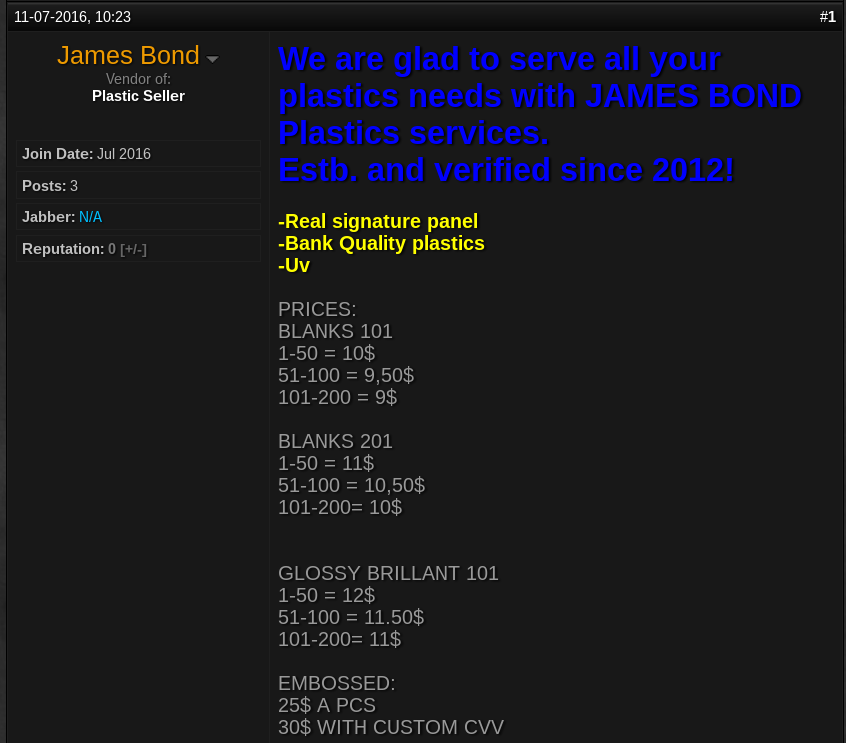 11-07-2016, 10:23
#1
James Bond
Vendor of:
Plastic Seller
Join Date: Jul 2016
Posts: 3
Jabber: N/A
Reputation: 0 [+/-]
We are glad to serve all your
plastics needs with JAMES BOND
Plastics services.
Estb. and verified since 2012!
-Real signature panel
-Bank Quality plastics
-Uv
PRICES:
BLANKS 101
1-50 = 10$
51-100 = 9,50$
101-200 = 9$
BLANKS 201
1-50 = 11$
51-100 = 10,50$
101-200= 10$
GLOSSY BRILLANT 101
1-50 = 12$
51-100 = 11.50$
101-200= 11$
EMBOSSED:
25$ A PCS
30$ WITH CUSTOM CVV